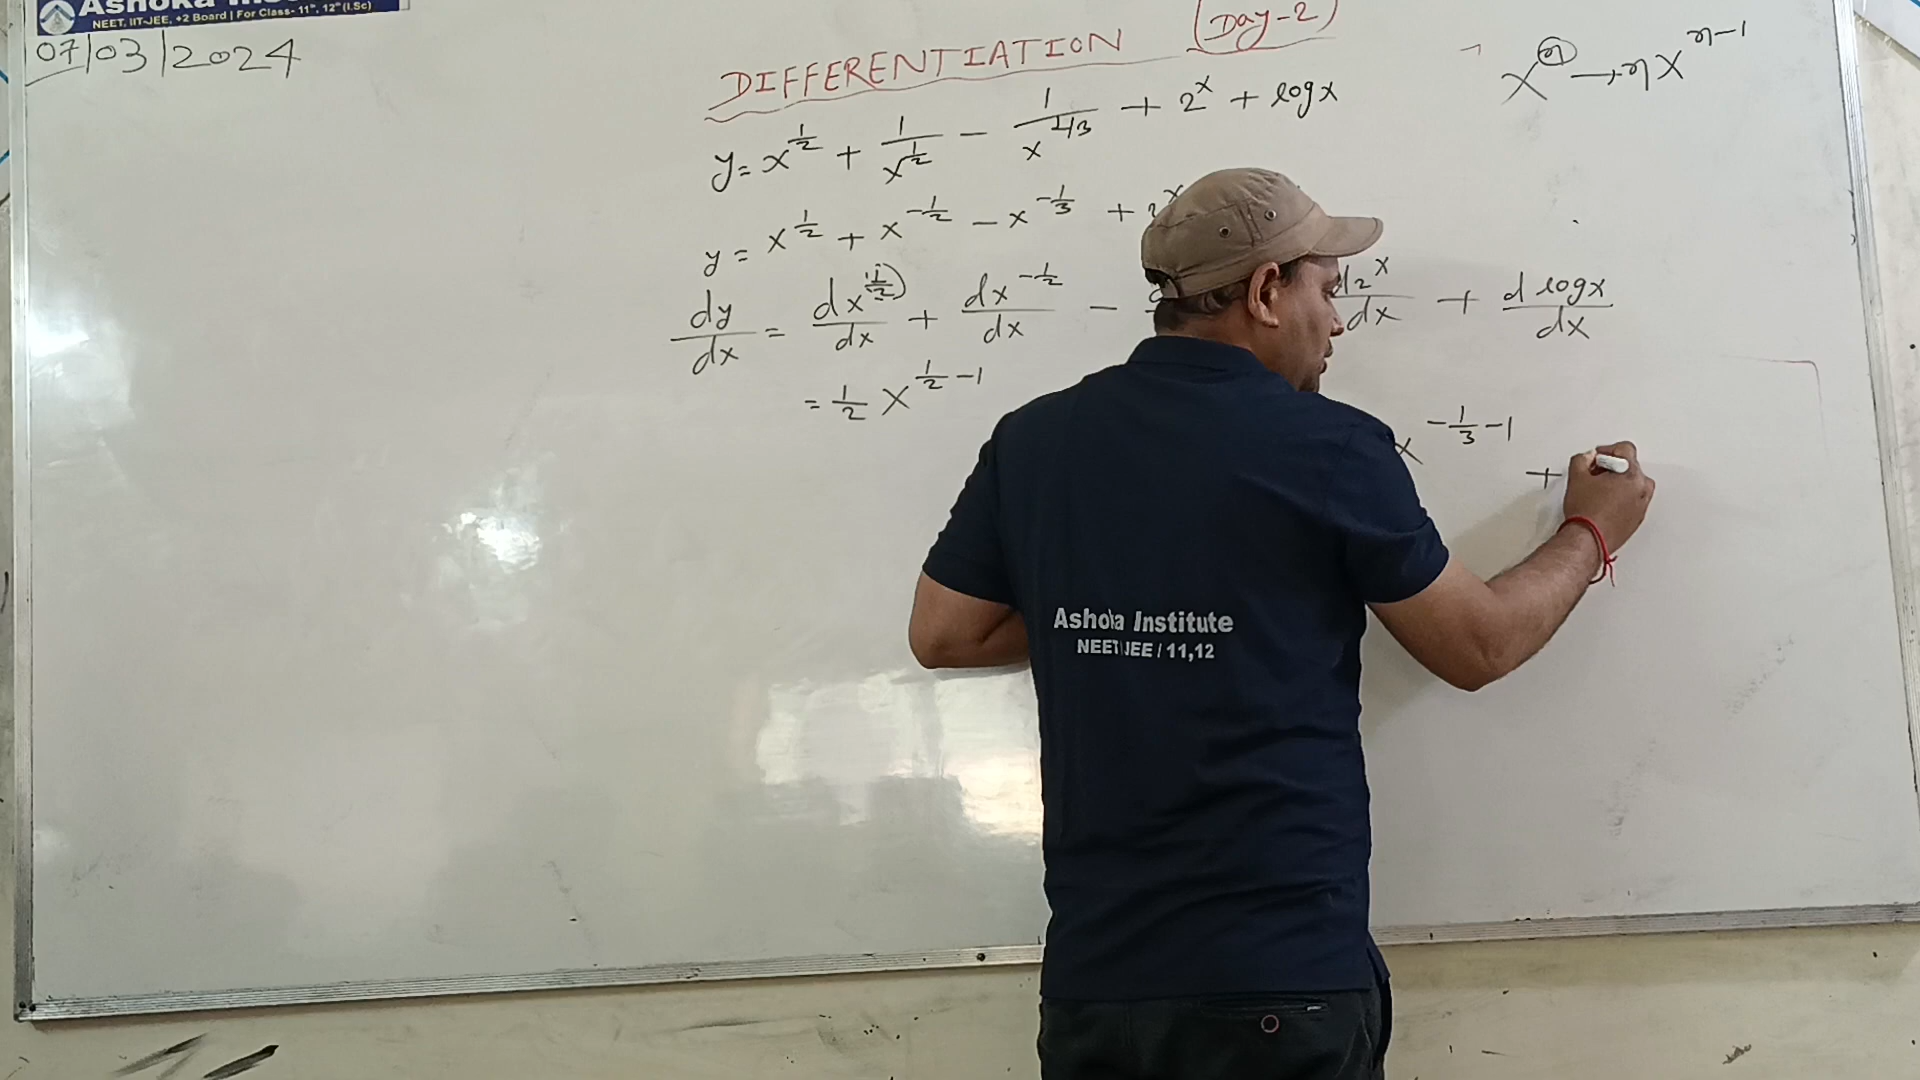 Ashoka
NEET, IIT-JEE, +2 Board | For Class- 11th, 12th (I.Sc)
07/03/2024
DIFFERENTIATION (Day-2)
x^n → nx^(n-1)
y = x^(1/2) + 1/x^(1/2) - 1/x^(1/3) + 2^x + log x
y = x^(1/2) + x^(-1/2) - x^(-1/3) + 2^x
dy/dx = dx^(1/2)/dx + dx^(-1/2)/dx - d2^x/dx + d log x/dx
= 1/2 x^(1/2 - 1) x^(-1/3 - 1) +
Ashoka Institute
NEET JEE / 11,12